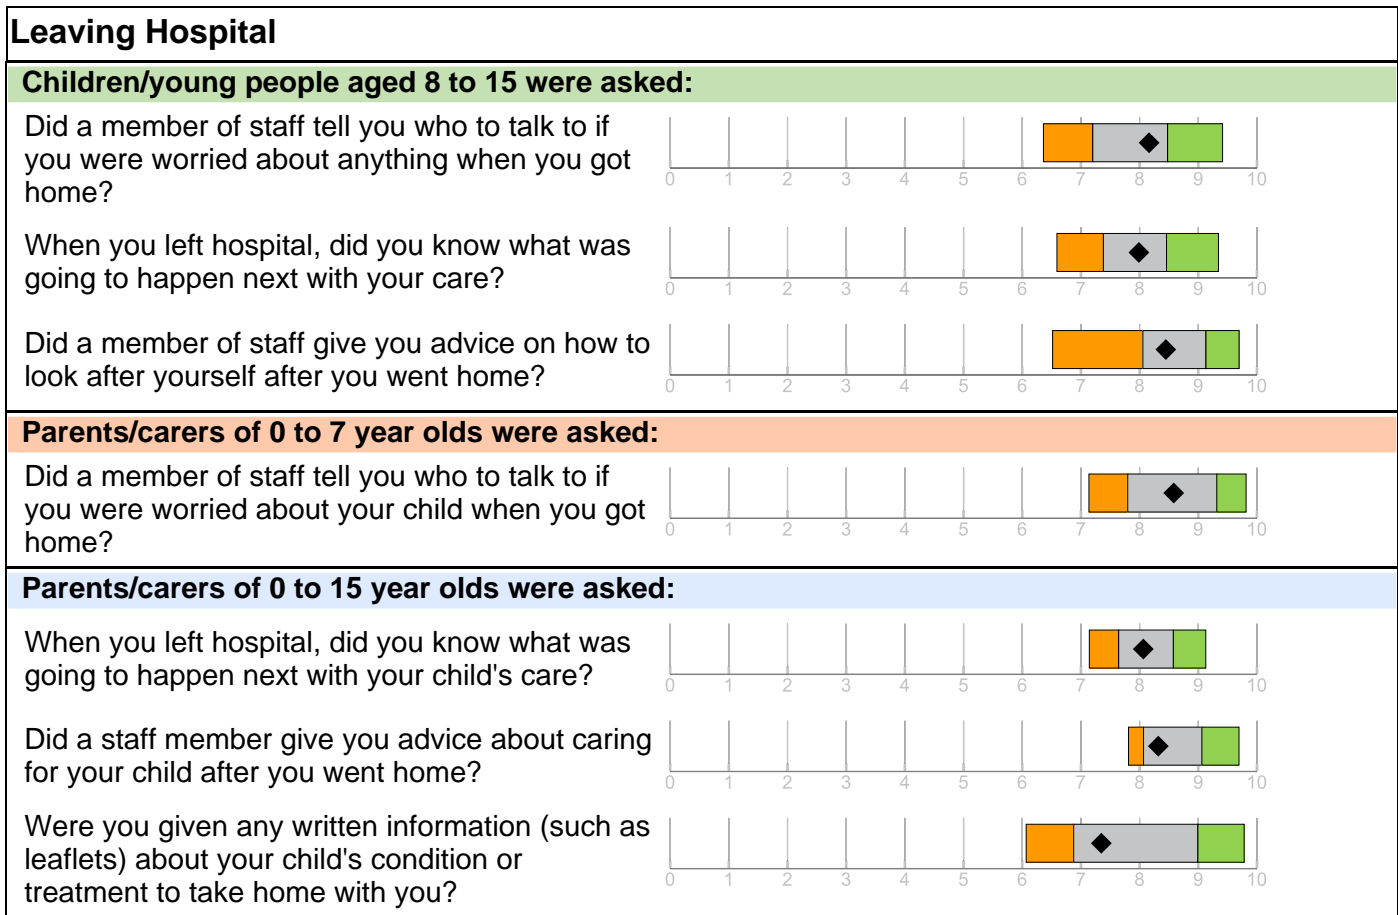 Leaving Hospital
Children/young people aged 8 to 15 were asked:
Did a member of staff tell you who to talk to if
you were worried about anything when you got
home?
0 1 2 3 4 5 6 7 8 9 10
When you left hospital, did you know what was
going to happen next with your care?
0 1 2 3 4 5 6 7 8 9 10
Did a member of staff give you advice on how to
look after yourself after you went home?
0 1 2 3 4 5 6 7 8 9 10
Parents/carers of 0 to 7 year olds were asked:
Did a member of staff tell you who to talk to if
you were worried about your child when you got
home?
0 1 2 3 4 5 6 7 8 9 10
Parents/carers of 0 to 15 year olds were asked:
When you left hospital, did you know what was
going to happen next with your child's care?
0 1 2 3 4 5 6 7 8 9 10
Did a staff member give you advice about caring
for your child after you went home?
0 1 2 3 4 5 6 7 8 9 10
Were you given any written information (such as
leaflets) about your child's condition or
treatment to take home with you?
0 1 2 3 4 5 6 7 8 9 10